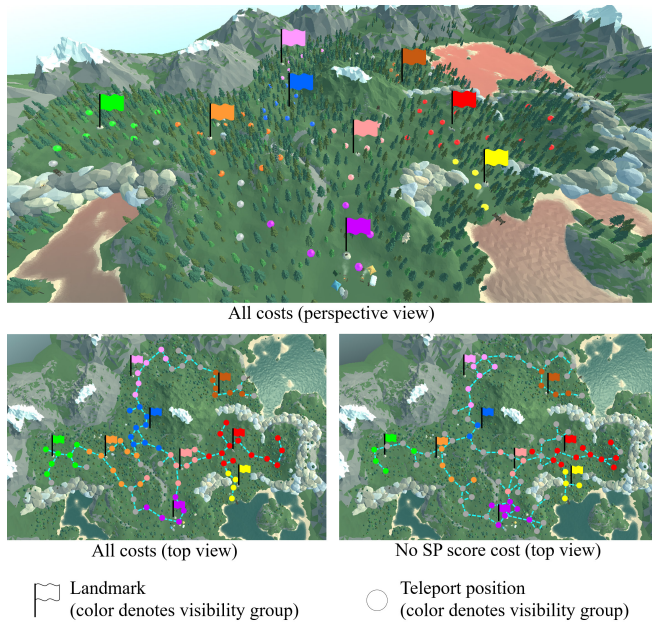 All costs (perspective view)
All costs (top view)
No SP score cost (top view)
Landmark
(color denotes visibility group)
Teleport position
(color denotes visibility group)